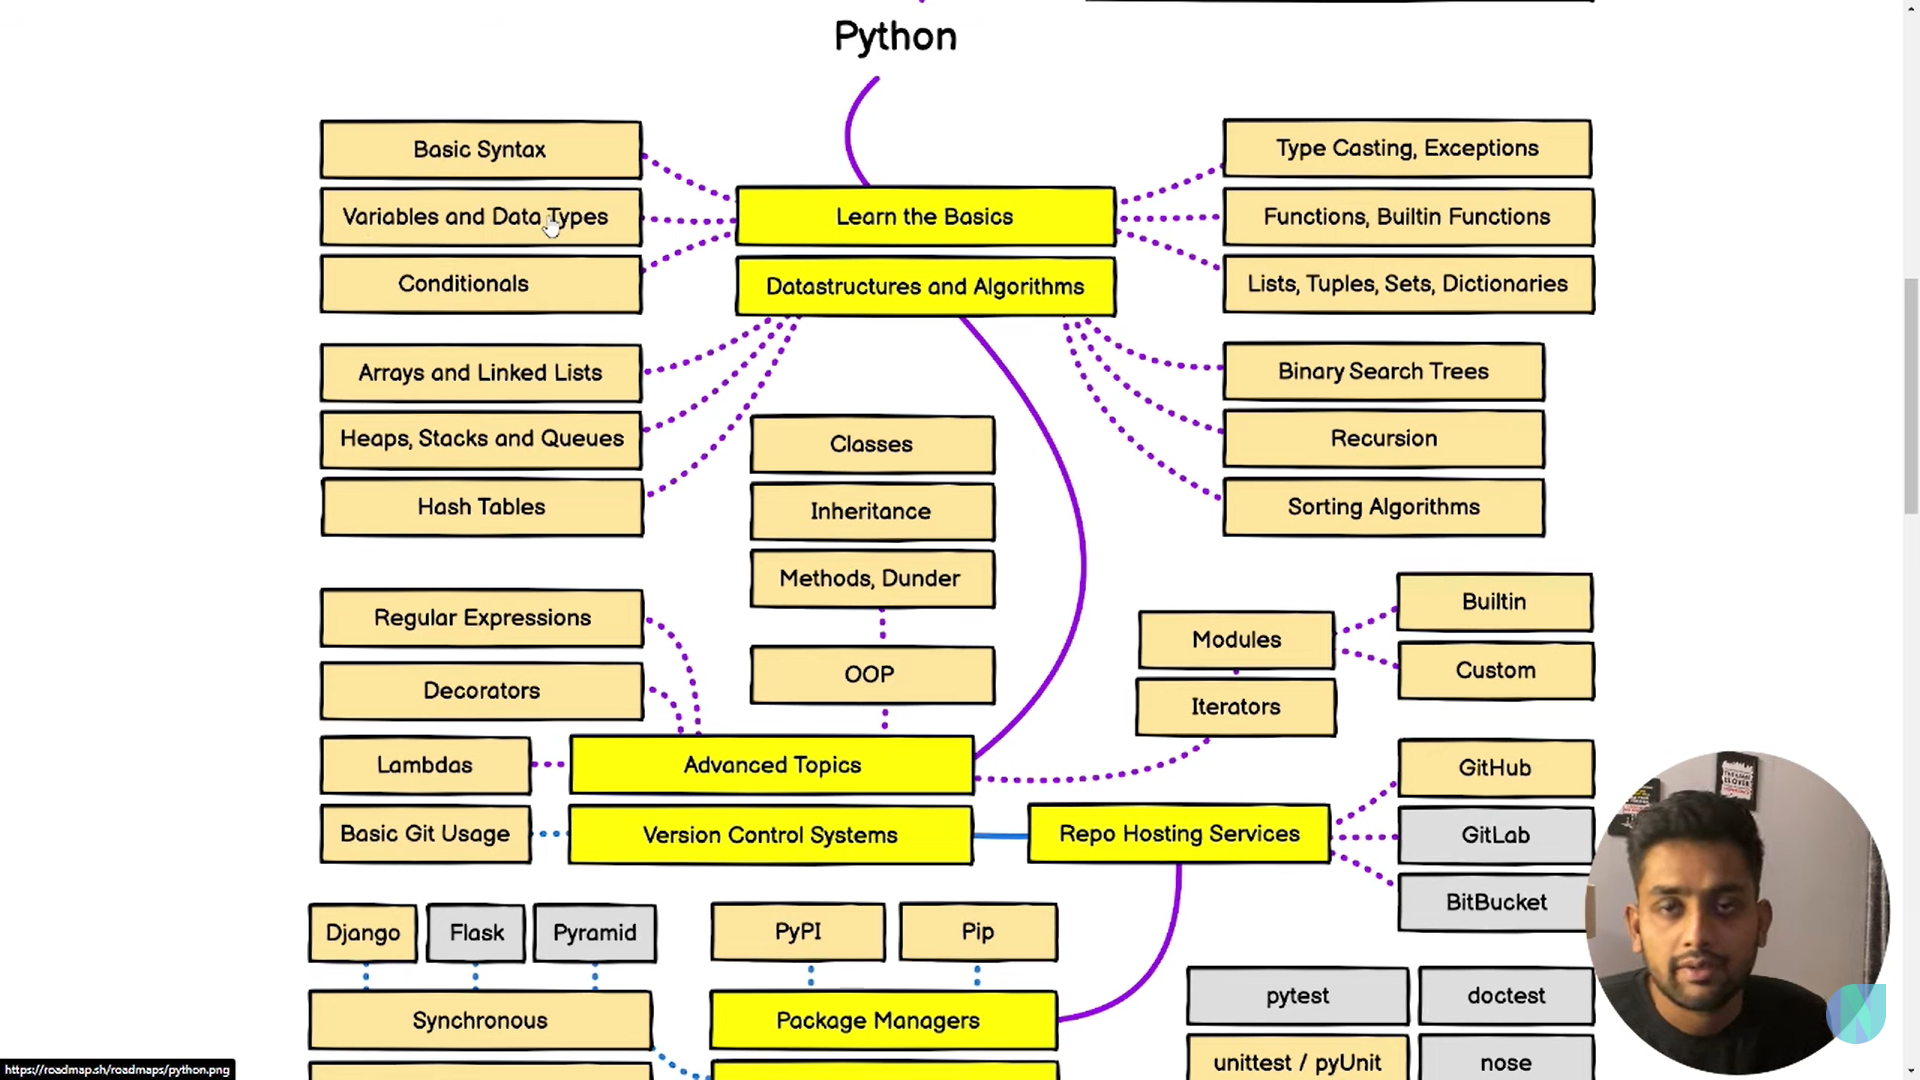 Python
Basic Syntax
Variables and Data Types
Conditionals
Learn the Basics
Datastructures and Algorithms
Type Casting, Exceptions
Functions, Builtin Functions
Lists, Tuples, Sets, Dictionaries
Arrays and Linked Lists
Heaps, Stacks and Queues
Hash Tables
Binary Search Trees
Recursion
Sorting Algorithms
Classes
Inheritance
Methods, Dunder
OOP
Regular Expressions
Decorators
Lambdas
Basic Git Usage
Modules
Iterators
Builtin
Custom
Advanced Topics
Version Control Systems
Repo Hosting Services
GitHub
GitLab
BitBucket
Django
Flask
Pyramid
Synchronous
PyPI
Pip
Package Managers
pytest
doctest
unittest / pyUnit
nose
https://roadmap.sh/roadmaps/python.png